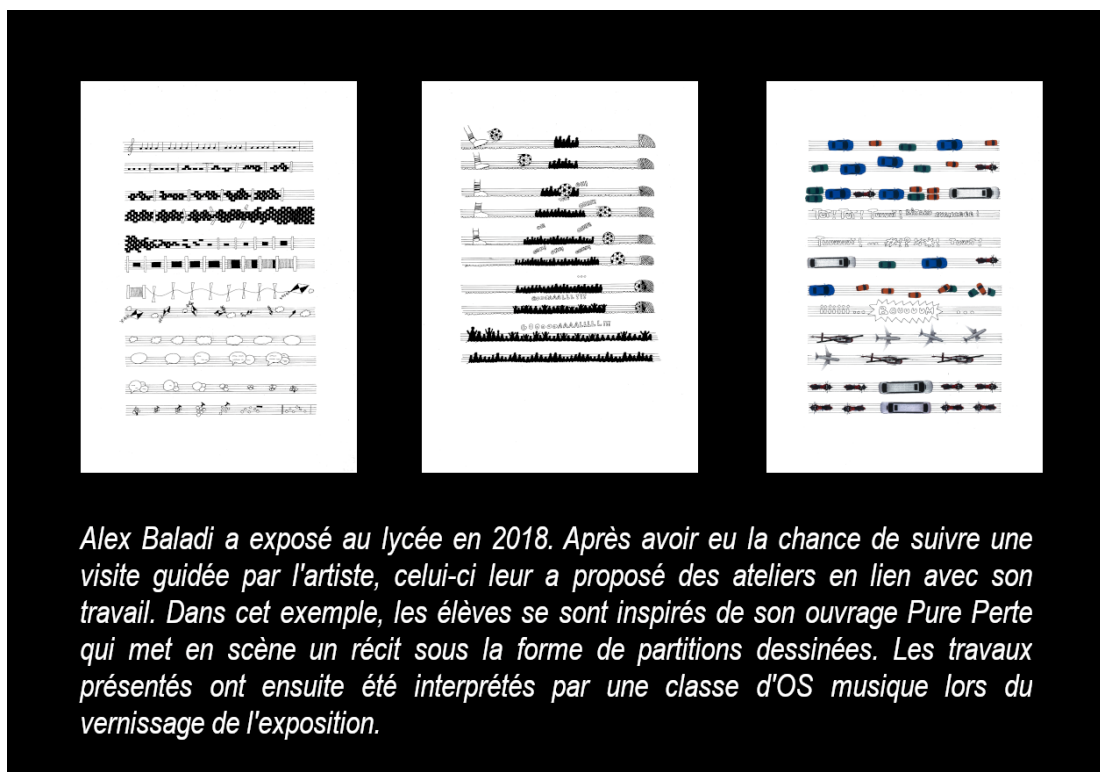 GOOOAAALLL!!!
GOOOOOAAAALLLLL!!!
BOOUUUM
Alex Baladi a exposé au lycée en 2018. Après avoir eu la chance de suivre une
visite guidée par l'artiste, celui-ci leur a proposé des ateliers en lien avec son
travail. Dans cet exemple, les élèves se sont inspirés de son ouvrage Pure Perte
qui met en scène un récit sous la forme de partitions dessinées. Les travaux
présentés ont ensuite été interprétés par une classe d'OS musique lors du
vernissage de l'exposition.